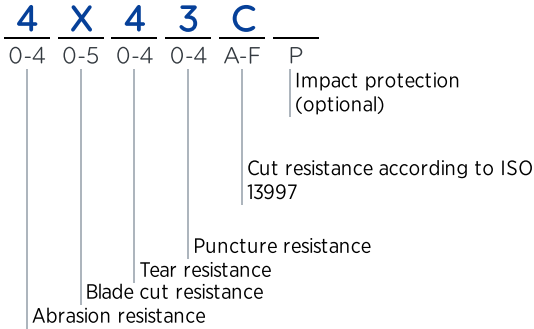 4 X 4 3 C
0-4 0-5 0-4 0-4 A-F P
Impact protection
(optional)
Cut resistance according to ISO
13997
Puncture resistance
Tear resistance
Blade cut resistance
Abrasion resistance